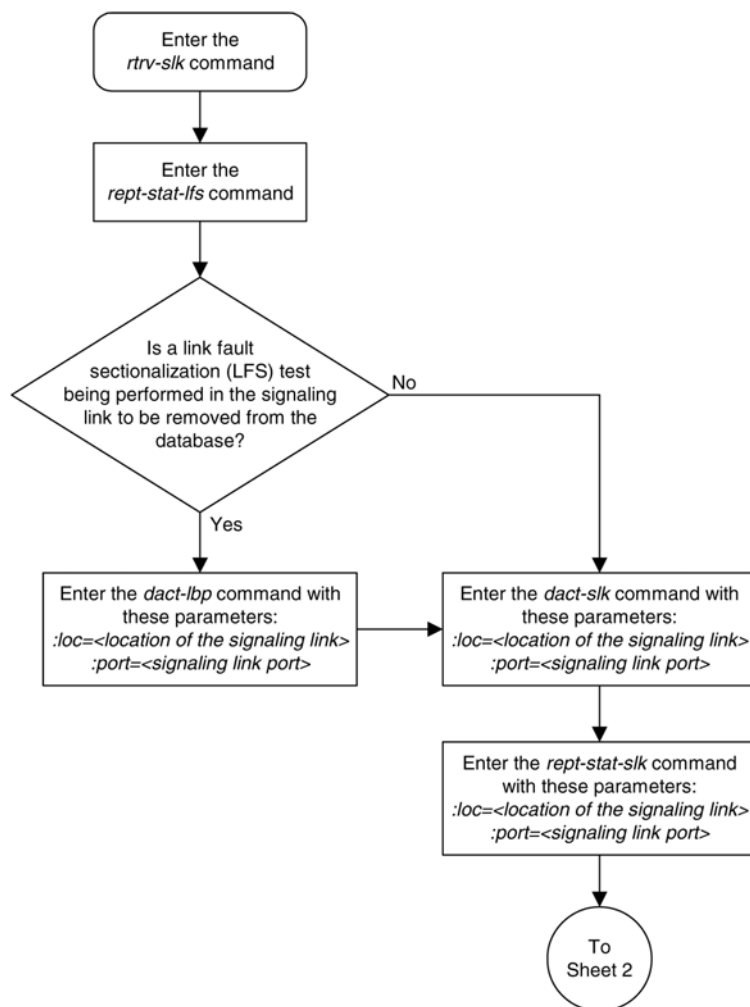 Enter the
rtrv-slk command
Enter the
rept-stat-lfs command
Is a link fault
sectionalization (LFS) test
being performed in the signaling
link to be removed from the
database?
No
Yes
Enter the dact-lbp command with
these parameters:
:loc=<location of the signaling link>
:port=<signaling link port>
Enter the dact-slk command with
these parameters:
:loc=<location of the signaling link>
:port=<signaling link port>
Enter the rept-stat-slk command
with these parameters:
:loc=<location of the signaling link>
:port=<signaling link port>
To
Sheet 2